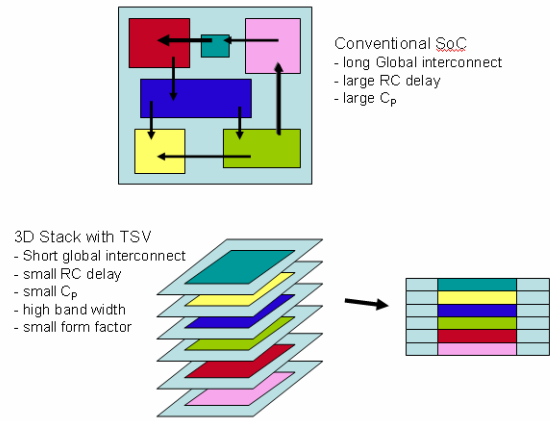 Conventional SoC
- long Global interconnect
- large RC delay
- large CP
3D Stack with TSV
- Short global interconnect
- small RC delay
- small CP
- high band width
- small form factor